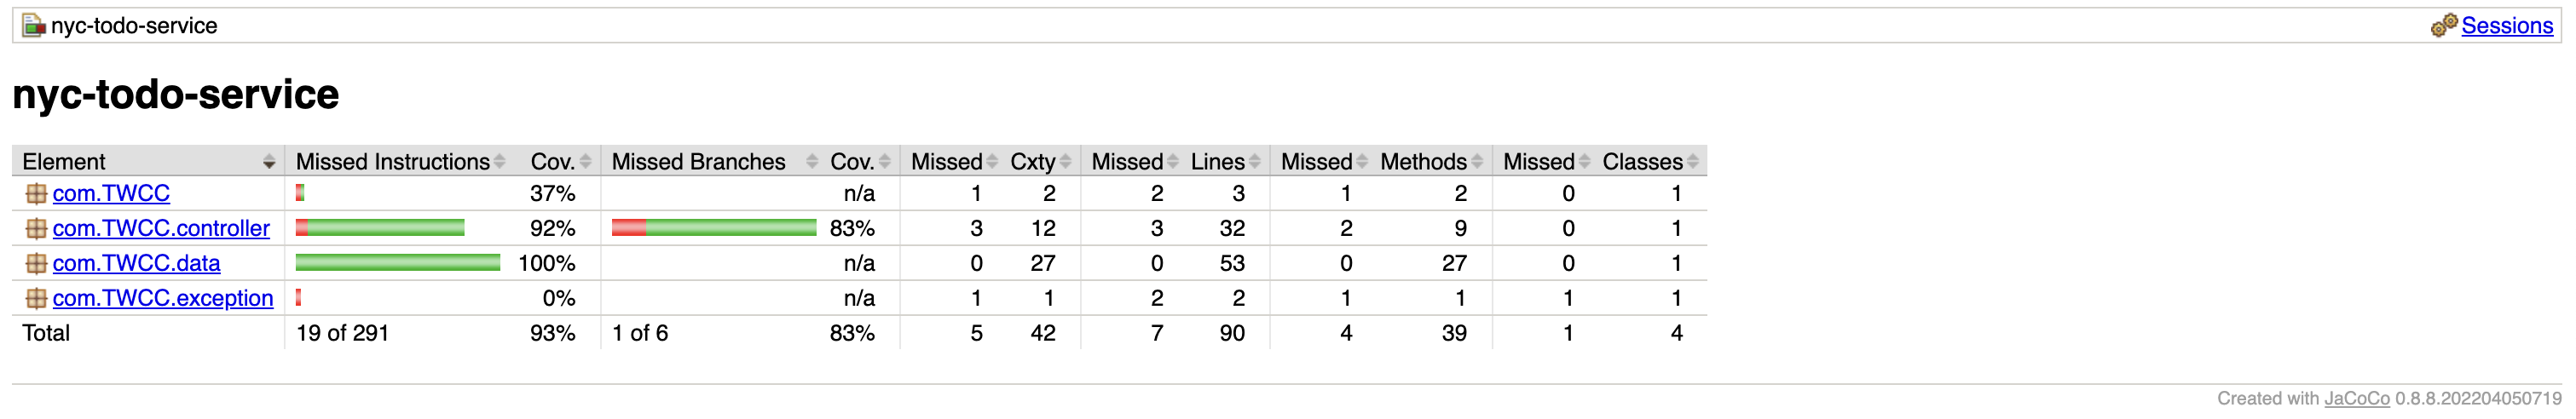 nyc-todo-service Sessions
nyc-todo-service
Element Missed Instructions Cov. Missed Branches Cov. Missed Cxty Missed Lines Missed Methods Missed Classes
com.TWCC 37% n/a 1 2 2 3 1 2 0 1
com.TWCC.controller 92% 83% 3 12 3 32 2 9 0 1
com.TWCC.data 100% n/a 0 27 0 53 0 27 0 1
com.TWCC.exception 0% n/a 1 1 2 2 1 1 1 1
Total 19 of 291 93% 1 of 6 83% 5 42 7 90 4 39 1 4
Created with JaCoCo 0.8.8.202204050719